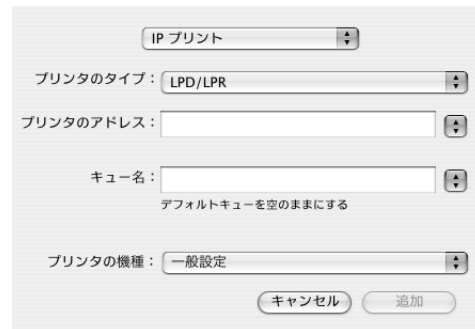 IP プリント
プリンタのタイプ： LPD/LPR
プリンタのアドレス：
キュー名：
デフォルトキューを空のままにする
プリンタの機種： 一般設定
キャンセル 追加